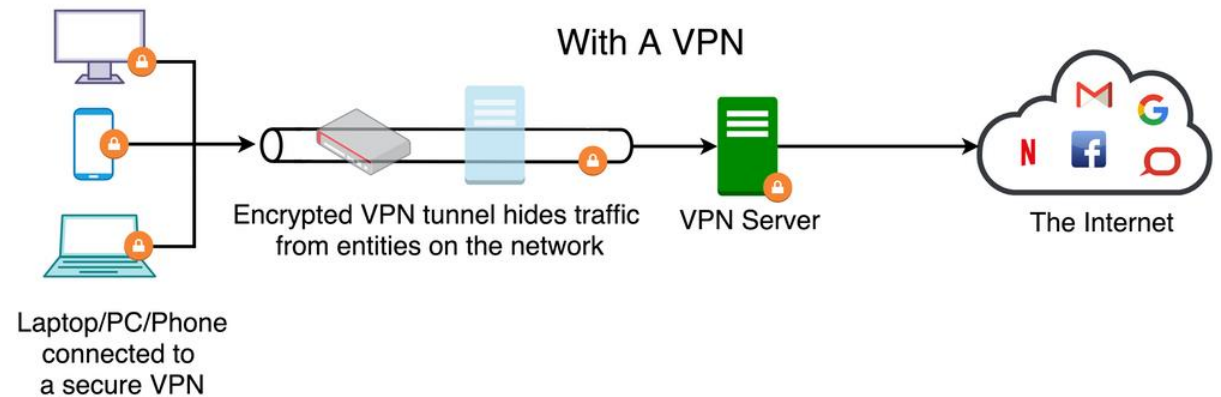 With A VPN
Encrypted VPN tunnel hides traffic
from entities on the network
VPN Server
The Internet
N
G
f
Laptop/PC/Phone
connected to
a secure VPN